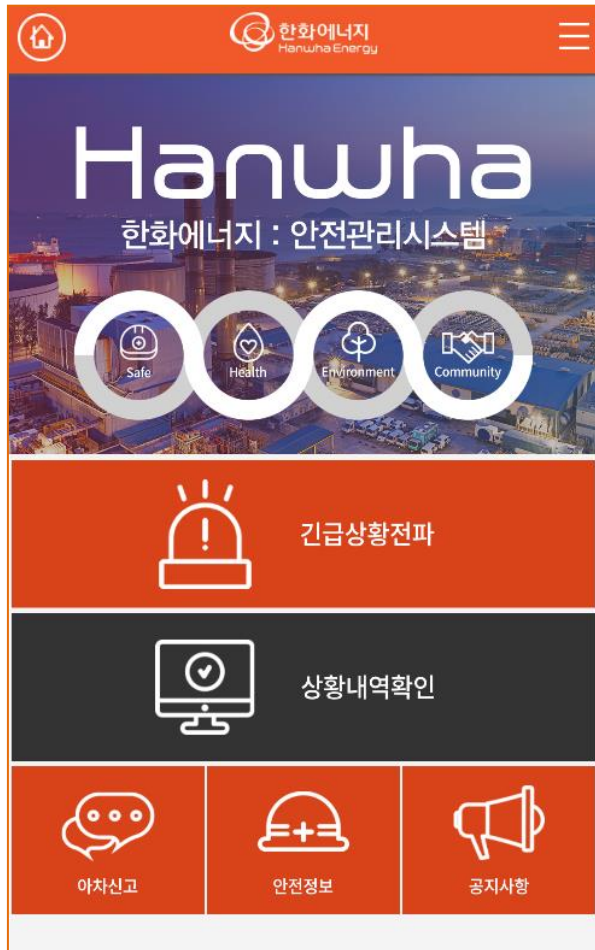 한화에너지
Hanwha Energy
Hanwha
한화에너지 : 안전관리시스템
Safe
Health
Environment
Community
긴급상황전파
상황내역확인
아차신고
안전정보
공지사항